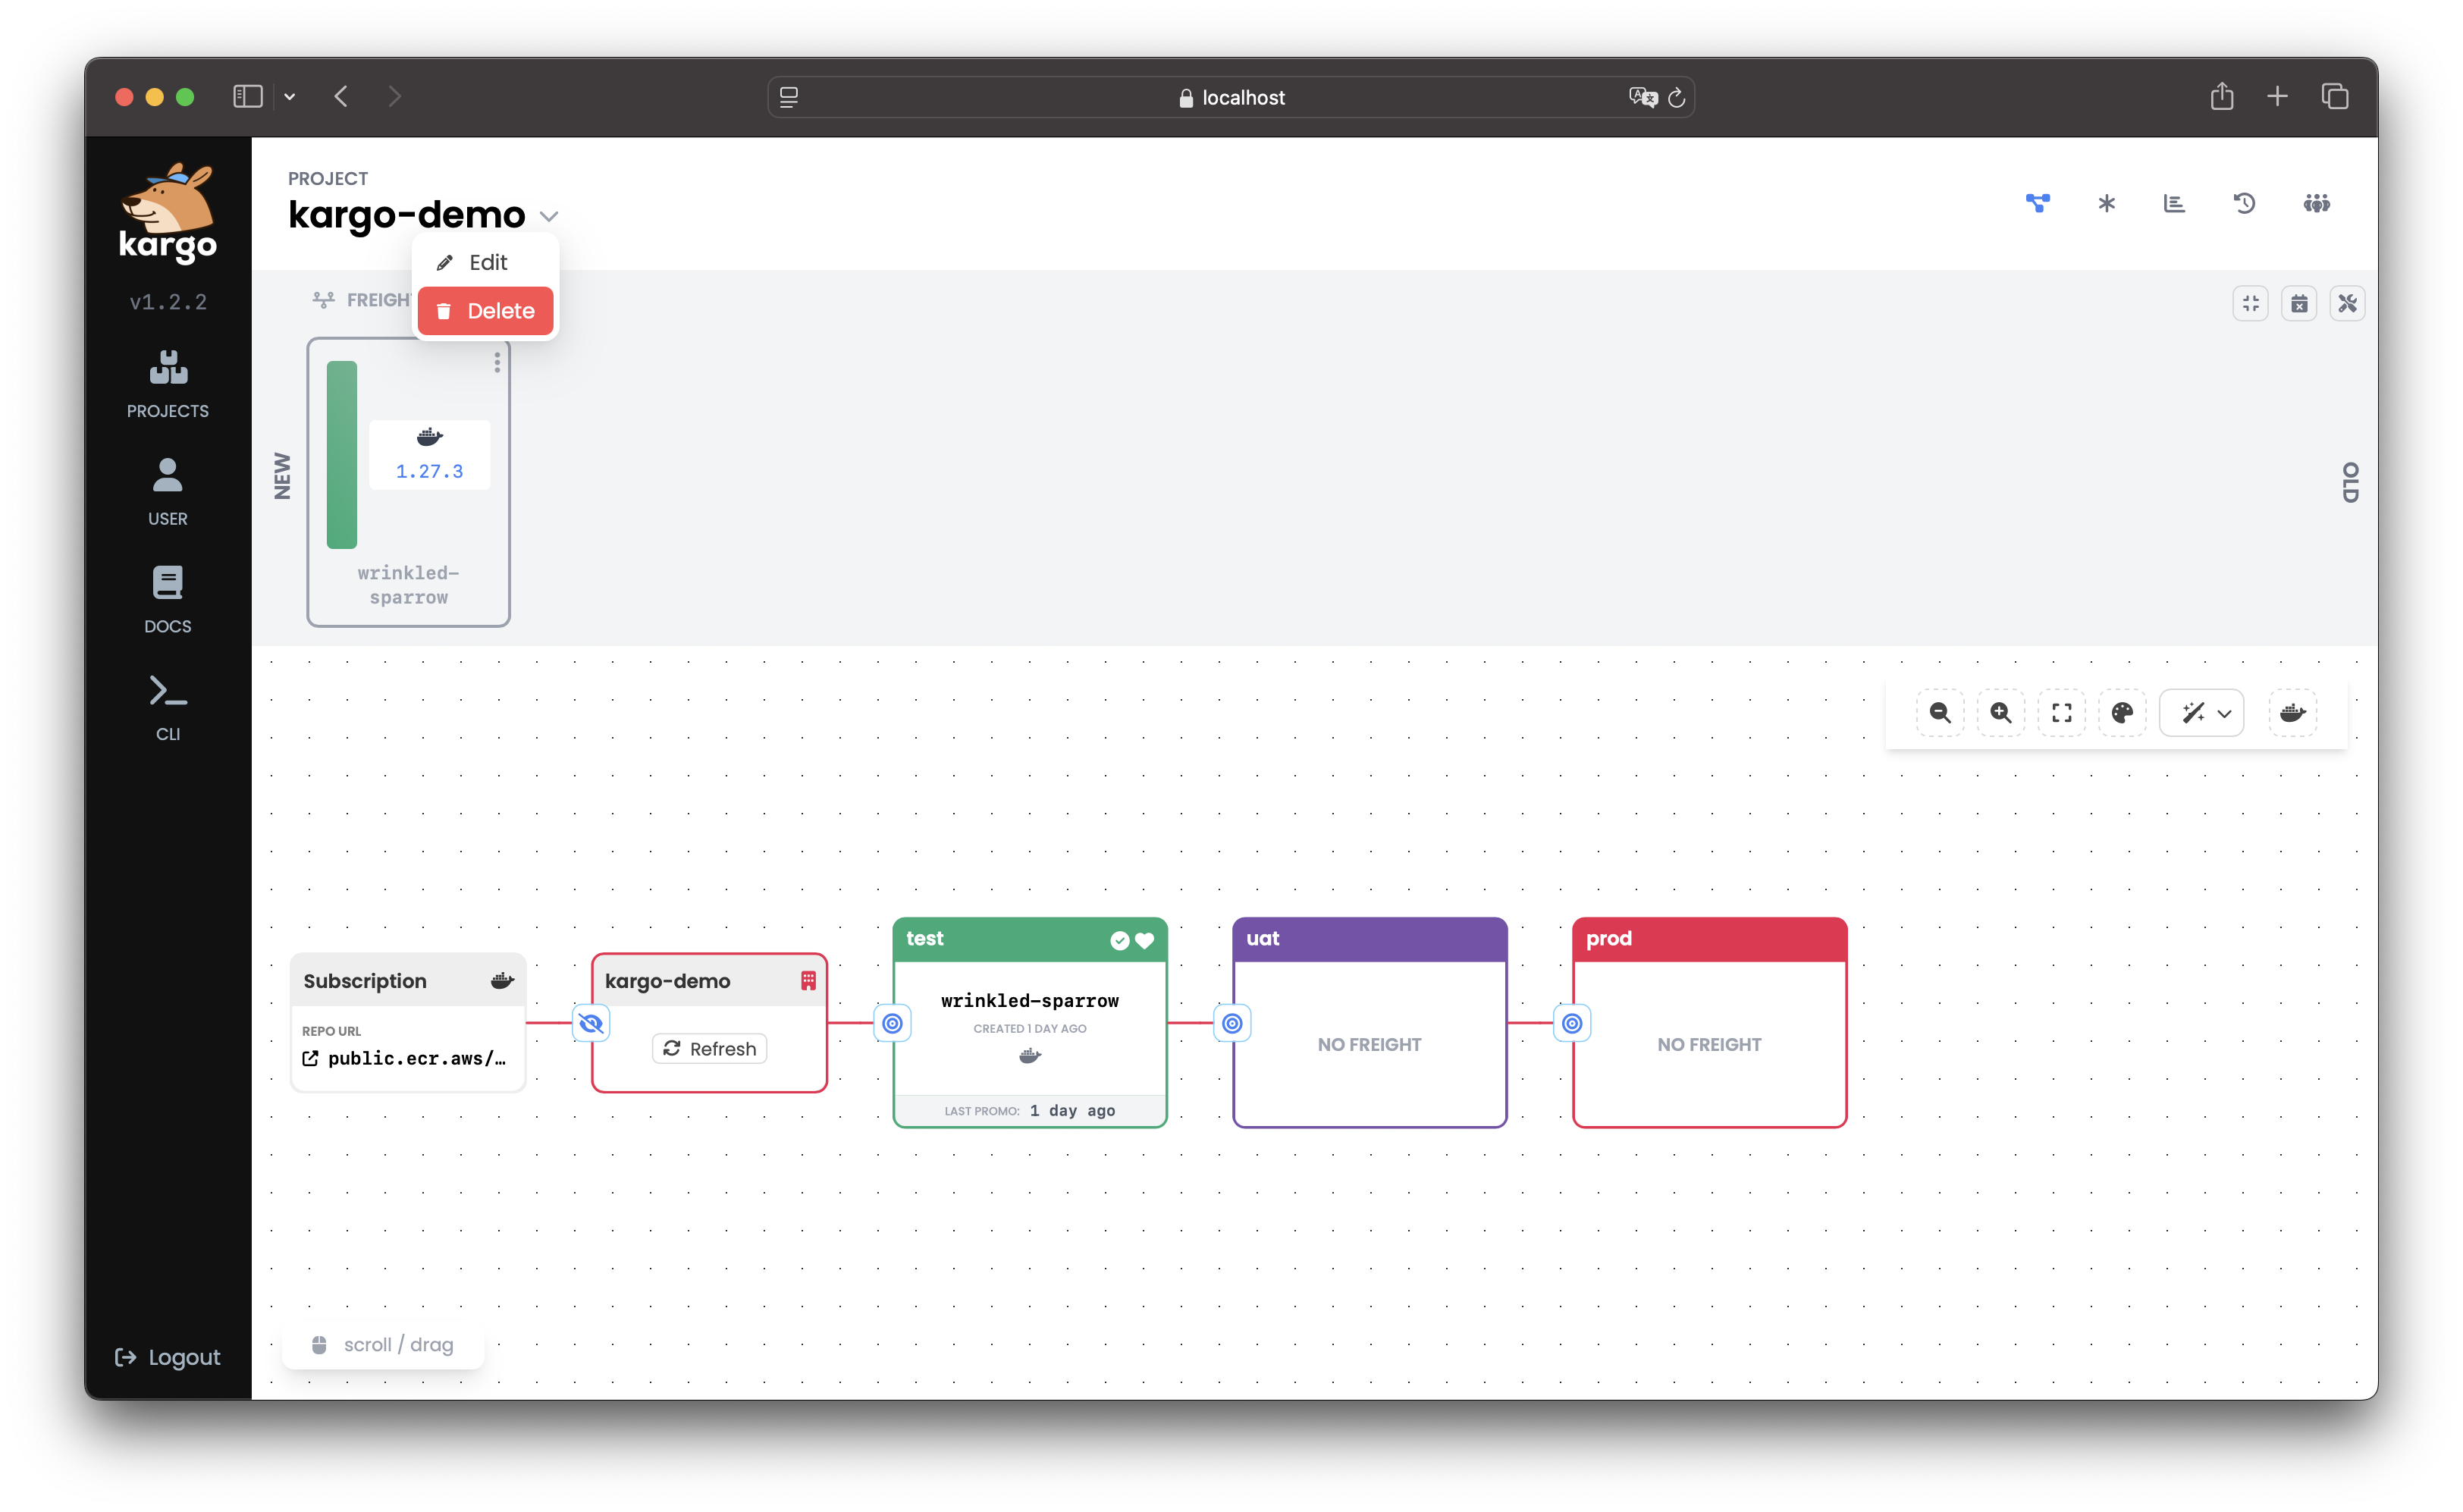 localhost
kargo
v1.2.2
PROJECTS
USER
DOCS
CLI
Logout
PROJECT
kargo-demo
Edit
Delete
NEW
1.27.3
wrinkled-
sparrow
OLD
Subscription
REPO URL
public.ecr.aws/…
kargo-demo
Refresh
test
wrinkled-sparrow
CREATED 1 DAY AGO
LAST PROMO: 1 day ago
uat
NO FREIGHT
prod
NO FREIGHT
scroll / drag